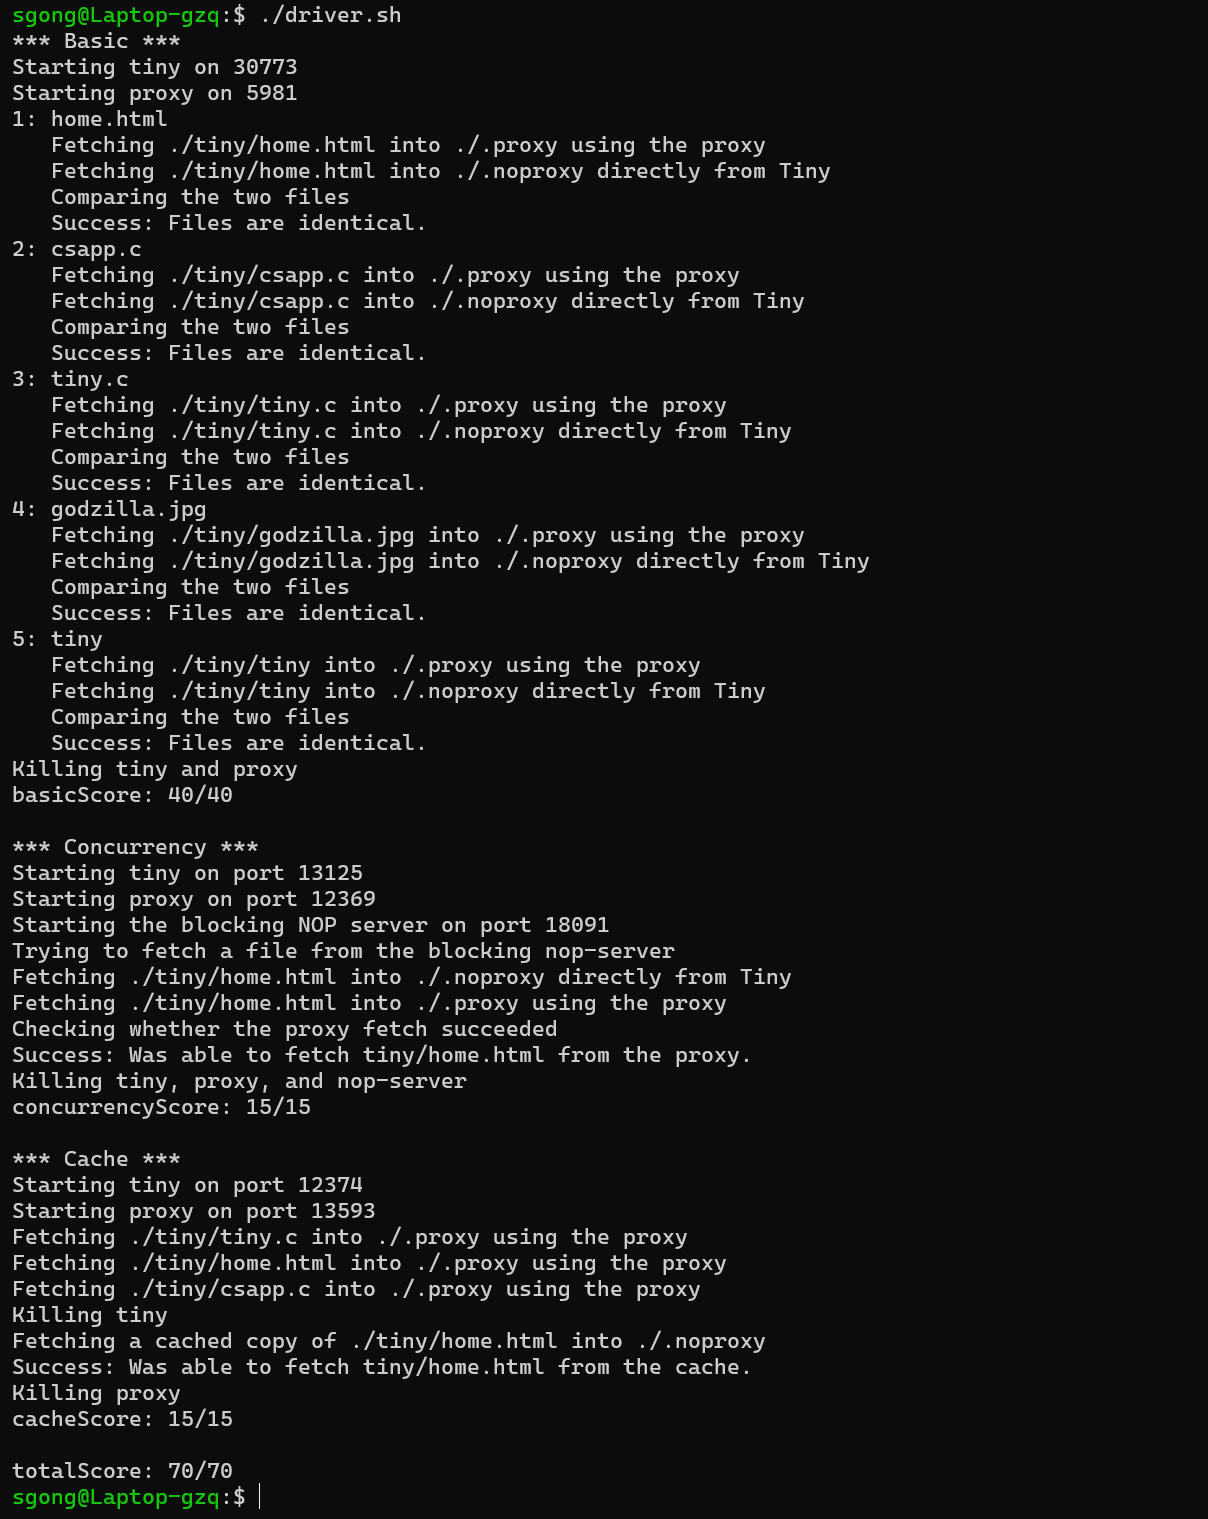 sgong@Laptop-gzq:$ ./driver.sh
*** Basic ***
Starting tiny on 30773
Starting proxy on 5981
1: home.html
   Fetching ./tiny/home.html into ./.proxy using the proxy
   Fetching ./tiny/home.html into ./.noproxy directly from Tiny
   Comparing the two files
   Success: Files are identical.
2: csapp.c
   Fetching ./tiny/csapp.c into ./.proxy using the proxy
   Fetching ./tiny/csapp.c into ./.noproxy directly from Tiny
   Comparing the two files
   Success: Files are identical.
3: tiny.c
   Fetching ./tiny/tiny.c into ./.proxy using the proxy
   Fetching ./tiny/tiny.c into ./.noproxy directly from Tiny
   Comparing the two files
   Success: Files are identical.
4: godzilla.jpg
   Fetching ./tiny/godzilla.jpg into ./.proxy using the proxy
   Fetching ./tiny/godzilla.jpg into ./.noproxy directly from Tiny
   Comparing the two files
   Success: Files are identical.
5: tiny
   Fetching ./tiny/tiny into ./.proxy using the proxy
   Fetching ./tiny/tiny into ./.noproxy directly from Tiny
   Comparing the two files
   Success: Files are identical.
Killing tiny and proxy
basicScore: 40/40

*** Concurrency ***
Starting tiny on port 13125
Starting proxy on port 12369
Starting the blocking NOP server on port 18091
Trying to fetch a file from the blocking nop-server
Fetching ./tiny/home.html into ./.noproxy directly from Tiny
Fetching ./tiny/home.html into ./.proxy using the proxy
Checking whether the proxy fetch succeeded
Success: Was able to fetch tiny/home.html from the proxy.
Killing tiny, proxy, and nop-server
concurrencyScore: 15/15

*** Cache ***
Starting tiny on port 12374
Starting proxy on port 13593
Fetching ./tiny/tiny.c into ./.proxy using the proxy
Fetching ./tiny/home.html into ./.proxy using the proxy
Fetching ./tiny/csapp.c into ./.proxy using the proxy
Killing tiny
Fetching a cached copy of ./tiny/home.html into ./.noproxy
Success: Was able to fetch tiny/home.html from the cache.
Killing proxy
cacheScore: 15/15

totalScore: 70/70
sgong@Laptop-gzq:$